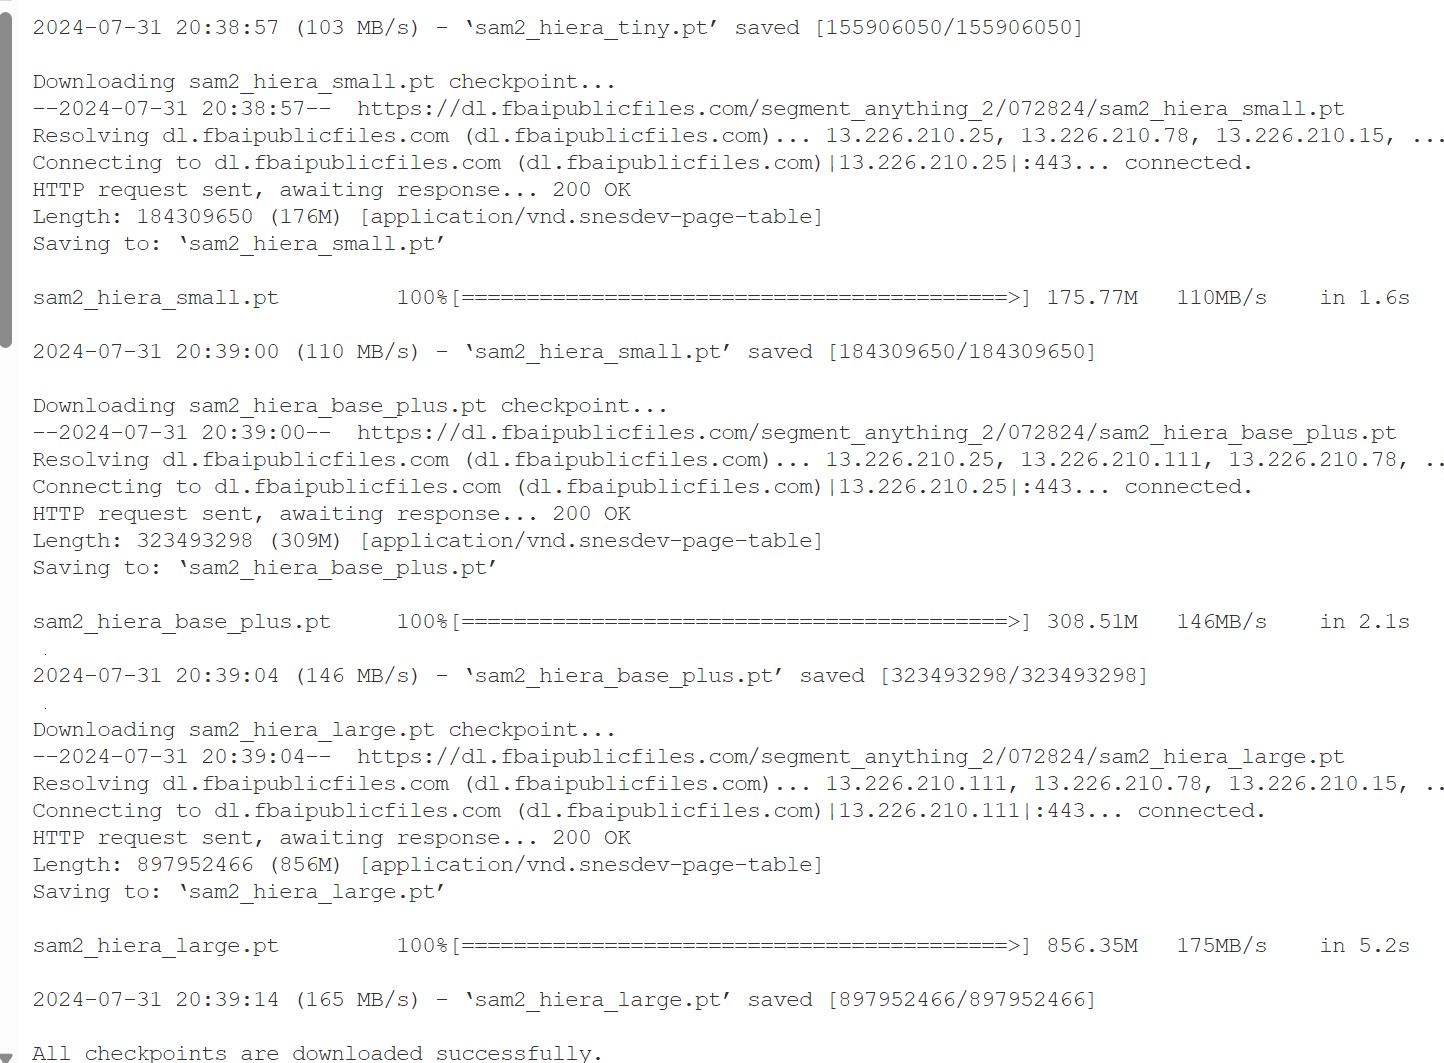 2024-07-31 20:38:57 (103 MB/s) - ‘sam2_hiera_tiny.pt’ saved [155906050/155906050]
Downloading sam2_hiera_small.pt checkpoint...
--2024-07-31 20:38:57--  https://dl.fbaipublicfiles.com/segment_anything_2/072824/sam2_hiera_small.pt
Resolving dl.fbaipublicfiles.com (dl.fbaipublicfiles.com)... 13.226.210.25, 13.226.210.78, 13.226.210.15, ...
Connecting to dl.fbaipublicfiles.com (dl.fbaipublicfiles.com)|13.226.210.25|:443... connected.
HTTP request sent, awaiting response... 200 OK
Length: 184309650 (176M) [application/vnd.snesdev-page-table]
Saving to: ‘sam2_hiera_small.pt’
sam2_hiera_small.pt         100%[==========================================>] 175.77M   110MB/s    in 1.6s
2024-07-31 20:39:00 (110 MB/s) - ‘sam2_hiera_small.pt’ saved [184309650/184309650]
Downloading sam2_hiera_base_plus.pt checkpoint...
--2024-07-31 20:39:00--  https://dl.fbaipublicfiles.com/segment_anything_2/072824/sam2_hiera_base_plus.pt
Resolving dl.fbaipublicfiles.com (dl.fbaipublicfiles.com)... 13.226.210.25, 13.226.210.111, 13.226.210.78, ..
Connecting to dl.fbaipublicfiles.com (dl.fbaipublicfiles.com)|13.226.210.25|:443... connected.
HTTP request sent, awaiting response... 200 OK
Length: 323493298 (309M) [application/vnd.snesdev-page-table]
Saving to: ‘sam2_hiera_base_plus.pt’
sam2_hiera_base_plus.pt     100%[==========================================>] 308.51M   146MB/s    in 2.1s
2024-07-31 20:39:04 (146 MB/s) - ‘sam2_hiera_base_plus.pt’ saved [323493298/323493298]
Downloading sam2_hiera_large.pt checkpoint...
--2024-07-31 20:39:04--  https://dl.fbaipublicfiles.com/segment_anything_2/072824/sam2_hiera_large.pt
Resolving dl.fbaipublicfiles.com (dl.fbaipublicfiles.com)... 13.226.210.111, 13.226.210.78, 13.226.210.15, ..
Connecting to dl.fbaipublicfiles.com (dl.fbaipublicfiles.com)|13.226.210.111|:443... connected.
HTTP request sent, awaiting response... 200 OK
Length: 897952466 (856M) [application/vnd.snesdev-page-table]
Saving to: ‘sam2_hiera_large.pt’
sam2_hiera_large.pt         100%[==========================================>] 856.35M   175MB/s    in 5.2s
2024-07-31 20:39:14 (165 MB/s) - ‘sam2_hiera_large.pt’ saved [897952466/897952466]
All checkpoints are downloaded successfully.